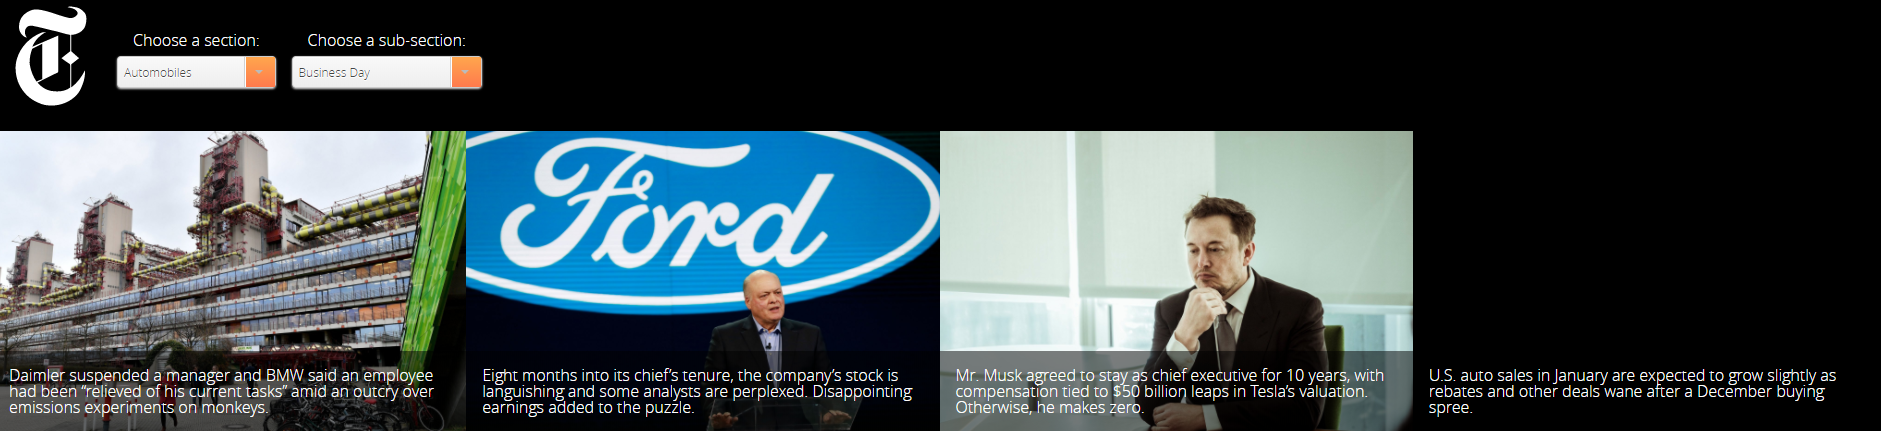 T
Choose a section:
Choose a sub-section:
Automobiles
Business Day
Ford
Daimler suspended a manager and BMW said an employee
had been “relieved of his current tasks” amid an outcry over
emissions experiments on monkeys.
Eight months into its chief’s tenure, the company’s stock is
languishing and some analysts are perplexed. Disappointing
earnings added to the puzzle.
Mr. Musk agreed to stay as chief executive for 10 years, with
compensation tied to $50 billion leaps in Tesla’s valuation.
Otherwise, he makes zero.
U.S. auto sales in January are expected to grow slightly as
rebates and other deals wane after a December buying
spree.